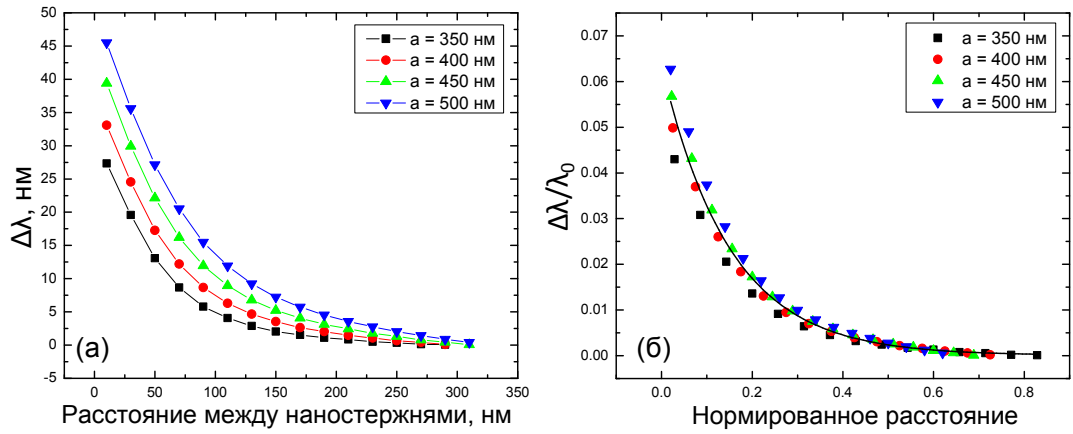 50
45
40
35
30
25
20
15
10
5
0
5
Δλ, нм
a = 350 нм
a = 400 нм
a = 450 нм
a = 500 нм
(а)
0 50 100 150 200 250 300 350
Расстояние между наностержнями, нм
0.07
0.06
0.05
0.04
0.03
0.02
0.01
0.00
Δλ/λ₀
a = 350 нм
a = 400 нм
a = 450 нм
a = 500 нм
(б)
0.0 0.2 0.4 0.6 0.8
Нормированное расстояние